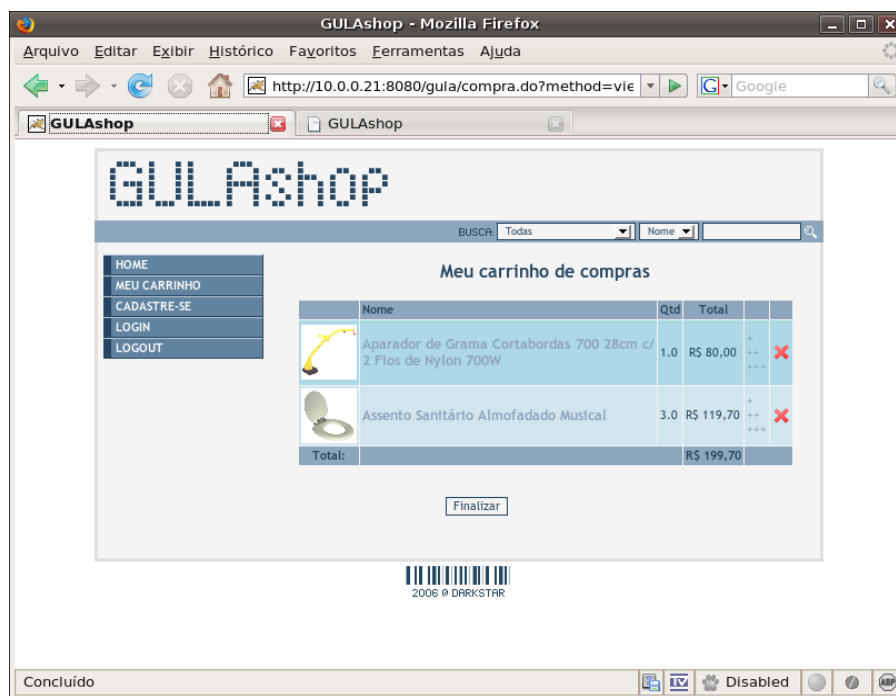 GULAshop - Mozilla Firefox
Arquivo Editar Exibir Histórico Favoritos Ferramentas Ajuda
http://10.0.0.21:8080/gula/compra.do?method=vie G Google
GULAshop GULAshop
GULAshop
BUSCA: Todas Nome
HOME
MEU CARRINHO
CADASTRE-SE
LOGIN
LOGOUT
Meu carrinho de compras
Nome Qtd Total
Aparador de Grama Cortabordas 700 28cm c/
2 Fios de Nylon 700W
1.0 R$ 80,00
+
++
+++
Assento Sanitário Almofadado Musical 3.0 R$ 119,70
+
++
+++
Total: R$ 199,70
Finalizar
2006 @ DARKSTAR
Concluído Disabled ABP